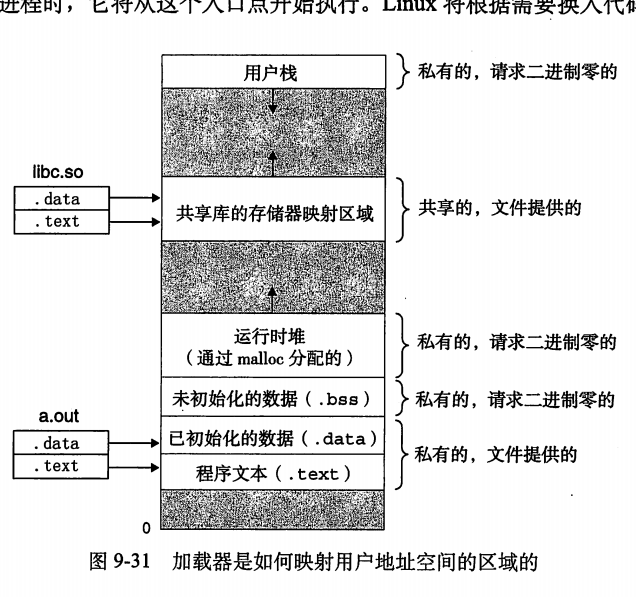 进程时，它将从这个入口点开始执行。Linux 将根据需要换入代码
用户栈
私有的，请求二进制零的
libc.so
.data
.text
共享库的存储器映射区域
共享的，文件提供的
运行时堆
（通过 malloc 分配的）
私有的，请求二进制零的
未初始化的数据（.bss）
私有的，请求二进制零的
a.out
.data
.text
已初始化的数据（.data）
程序文本（.text）
私有的，文件提供的
0
图 9-31 加载器是如何映射用户地址空间的区域的